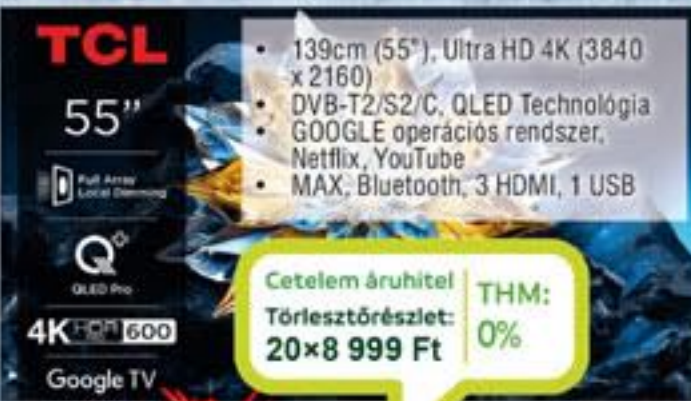 TCL
55”
Full Array
Local Dimming
Q
QLED Pro
4K HDR 600
Google TV
• 139cm (55"), Ultra HD 4K (3840
x 2160)
• DVB-T2/S2/C, QLED Technológia
• GOOGLE operációs rendszer,
Netflix, YouTube
• MAX, Bluetooth, 3 HDMI, 1 USB
Cetelem áruhitel
Törlesztőrészlet:
20×8 999 Ft
THM:
0%